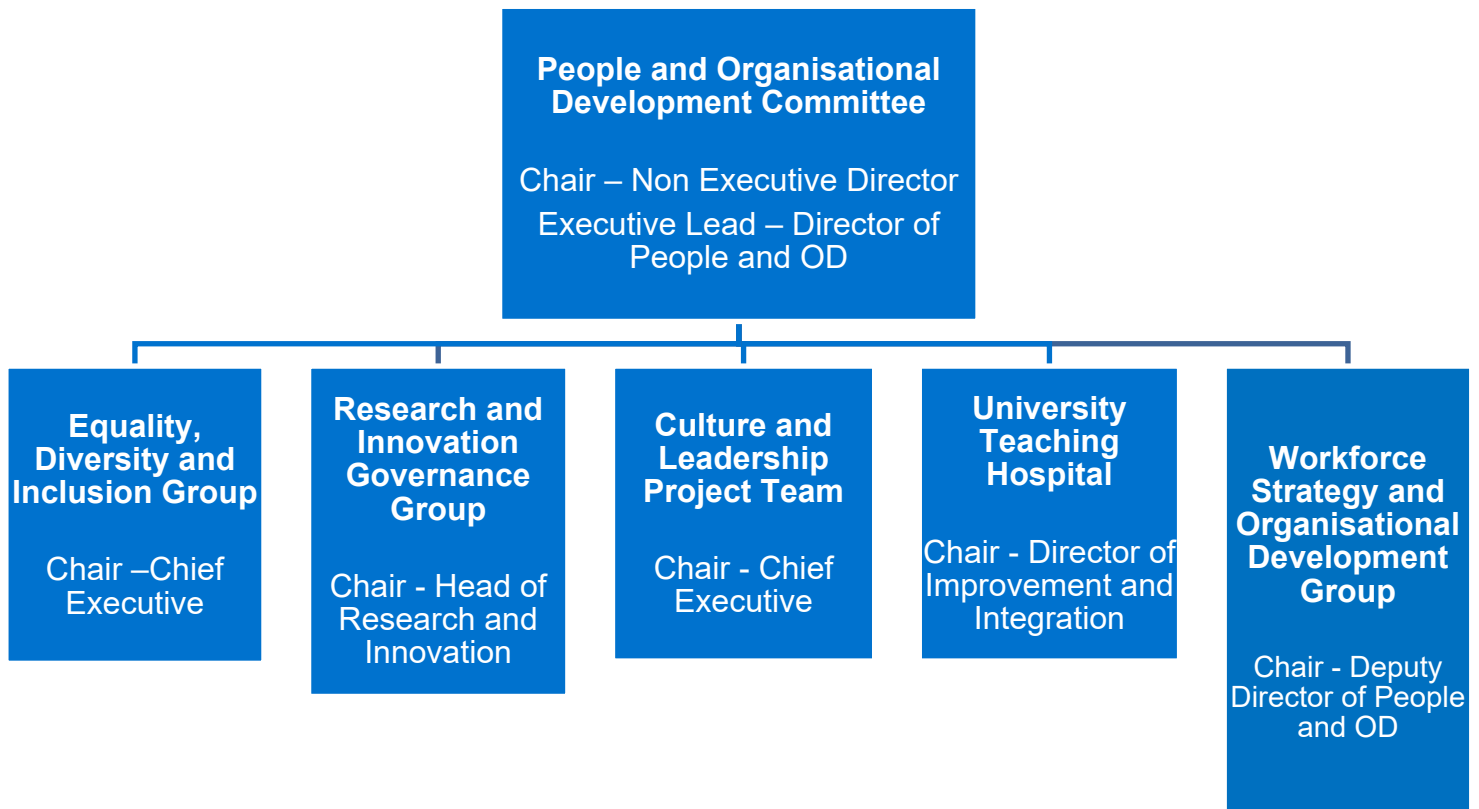 People and Organisational
Development Committee
Chair – Non Executive Director
Executive Lead – Director of
People and OD
Equality,
Diversity and
Inclusion Group
Chair –Chief
Executive
Research and
Innovation
Governance
Group
Chair - Head of
Research and
Innovation
Culture and
Leadership
Project Team
Chair - Chief
Executive
University
Teaching
Hospital
Chair - Director of
Improvement and
Integration
Workforce
Strategy and
Organisational
Development
Group
Chair - Deputy
Director of People
and OD